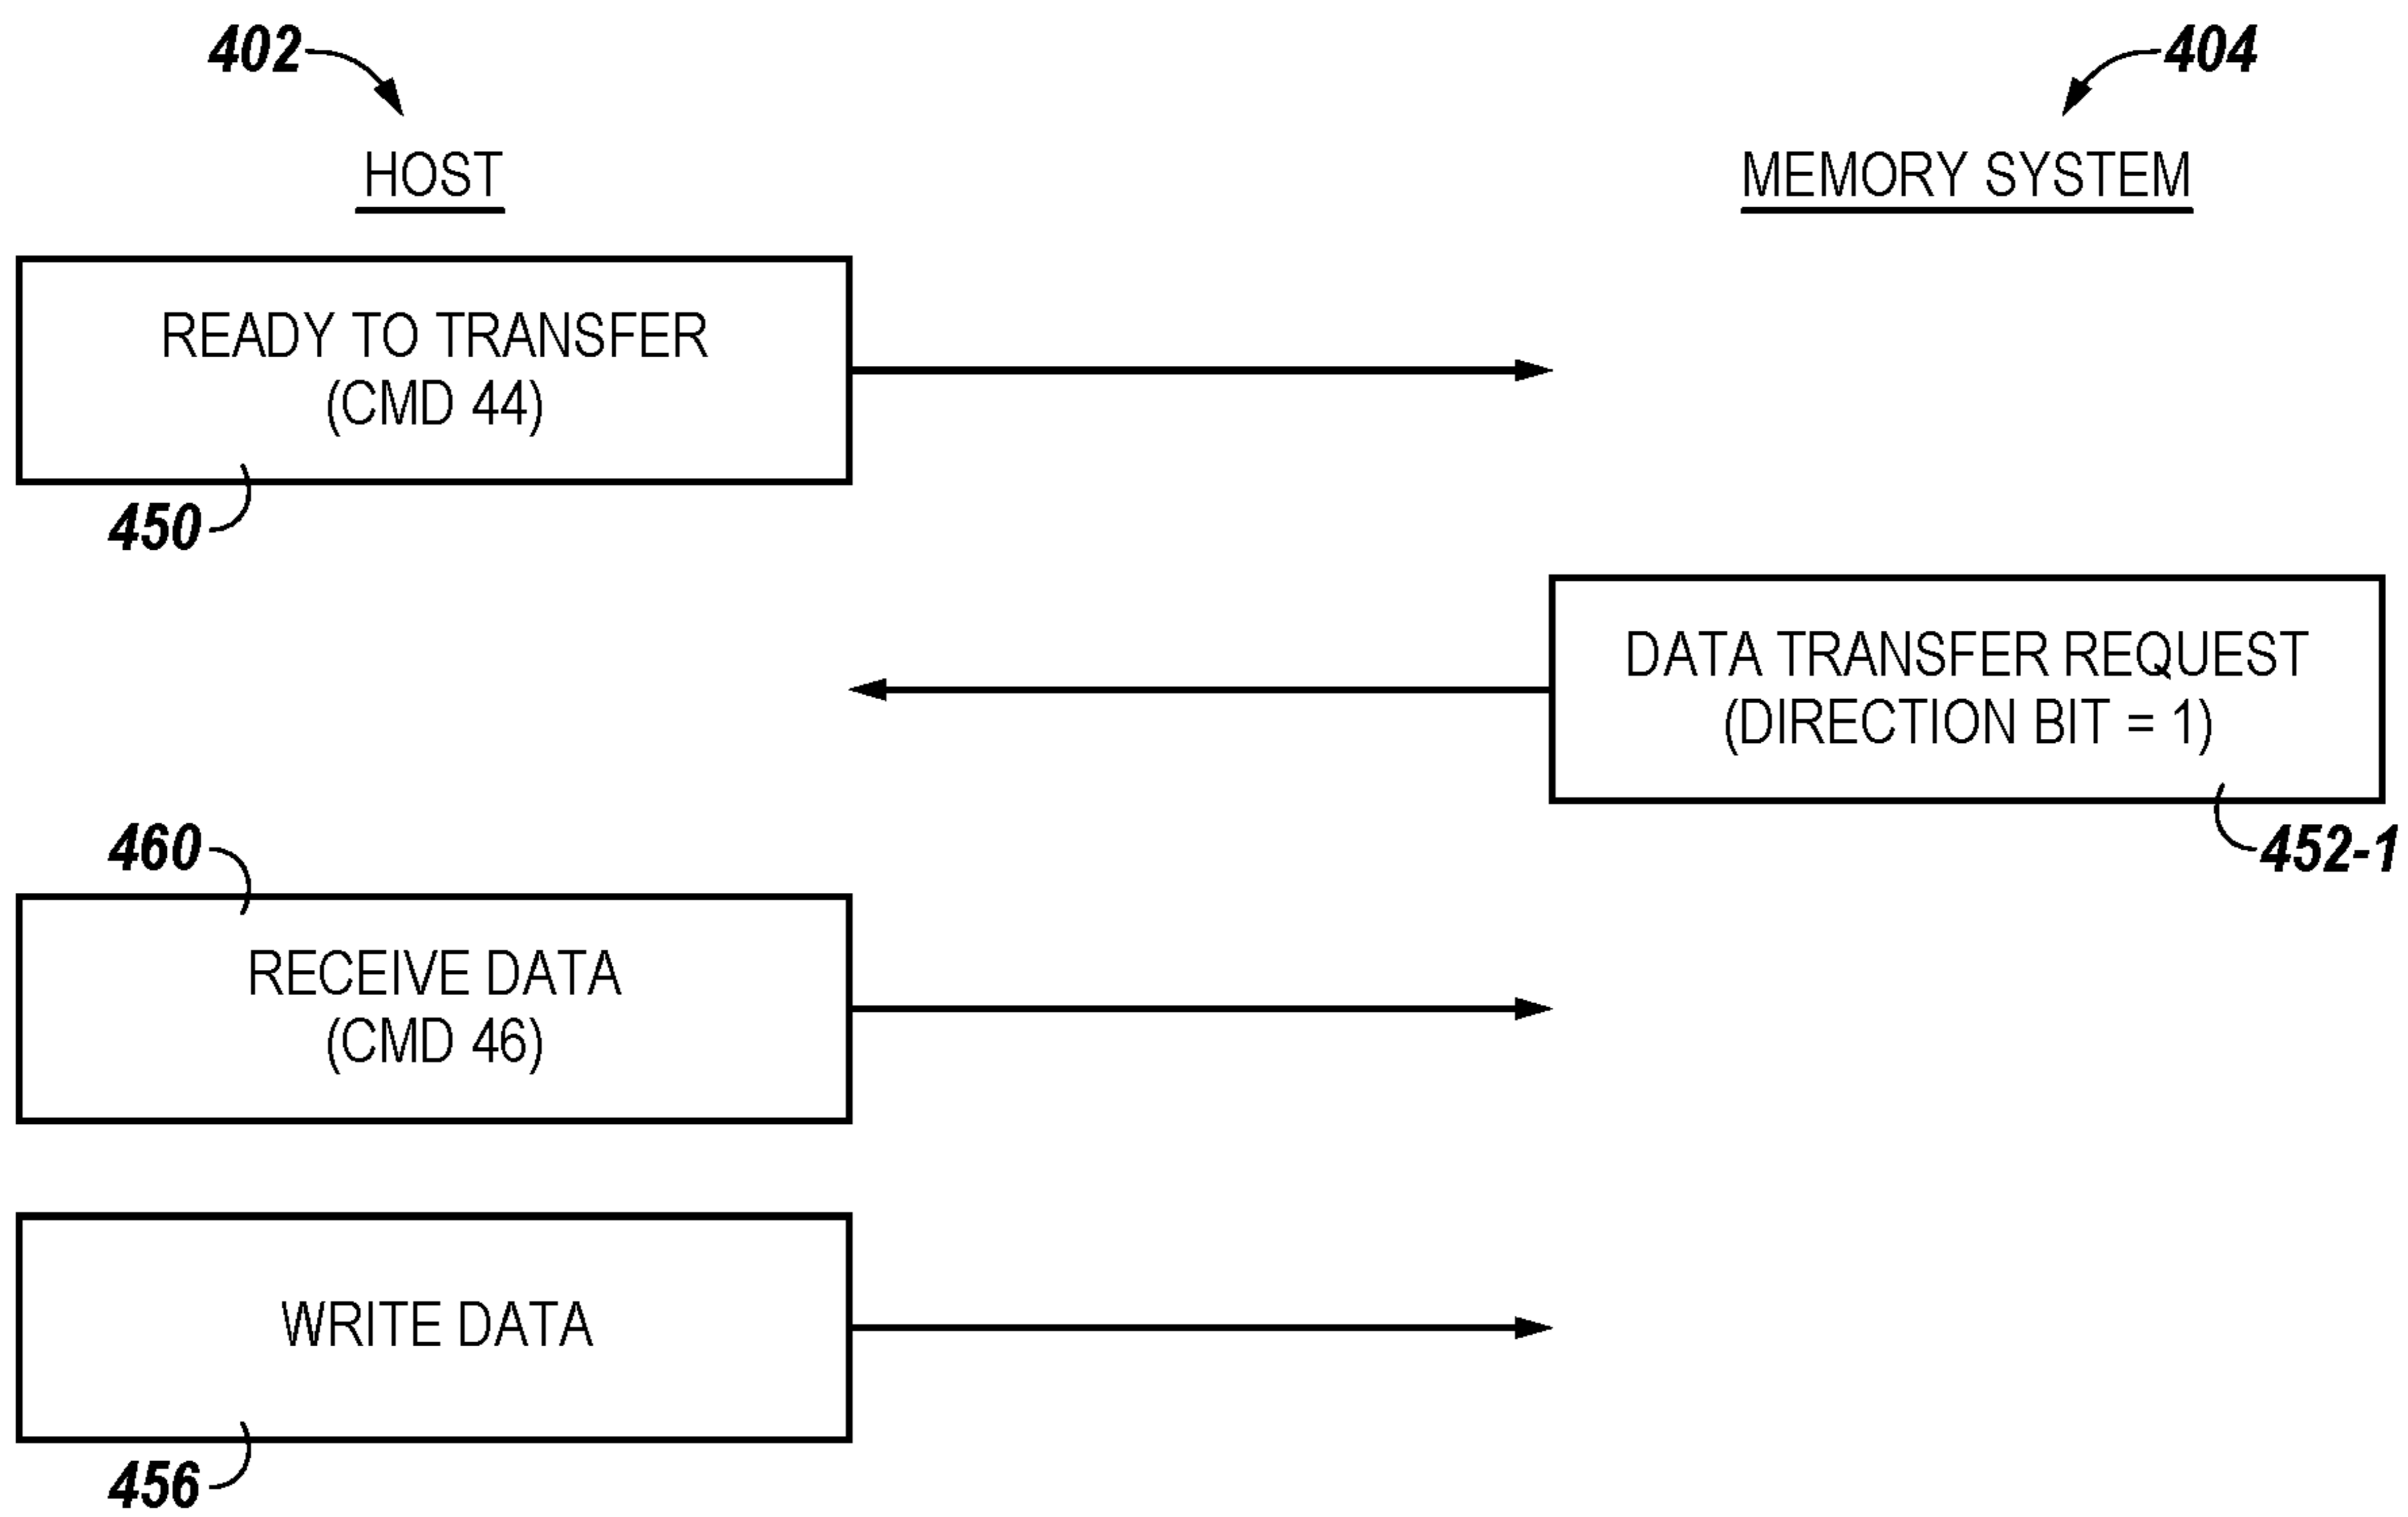 402
404
HOST
MEMORY SYSTEM
READY TO TRANSFER
(CMD 44)
450
DATA TRANSFER REQUEST
(DIRECTION BIT = 1)
452-1
460
RECEIVE DATA
(CMD 46)
WRITE DATA
456